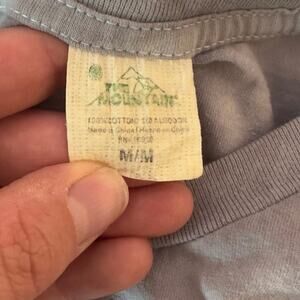 THE
MOUNTAIN
100% COTTON/ 100% ALGODON
Made in China/ Hecho en China
M/M